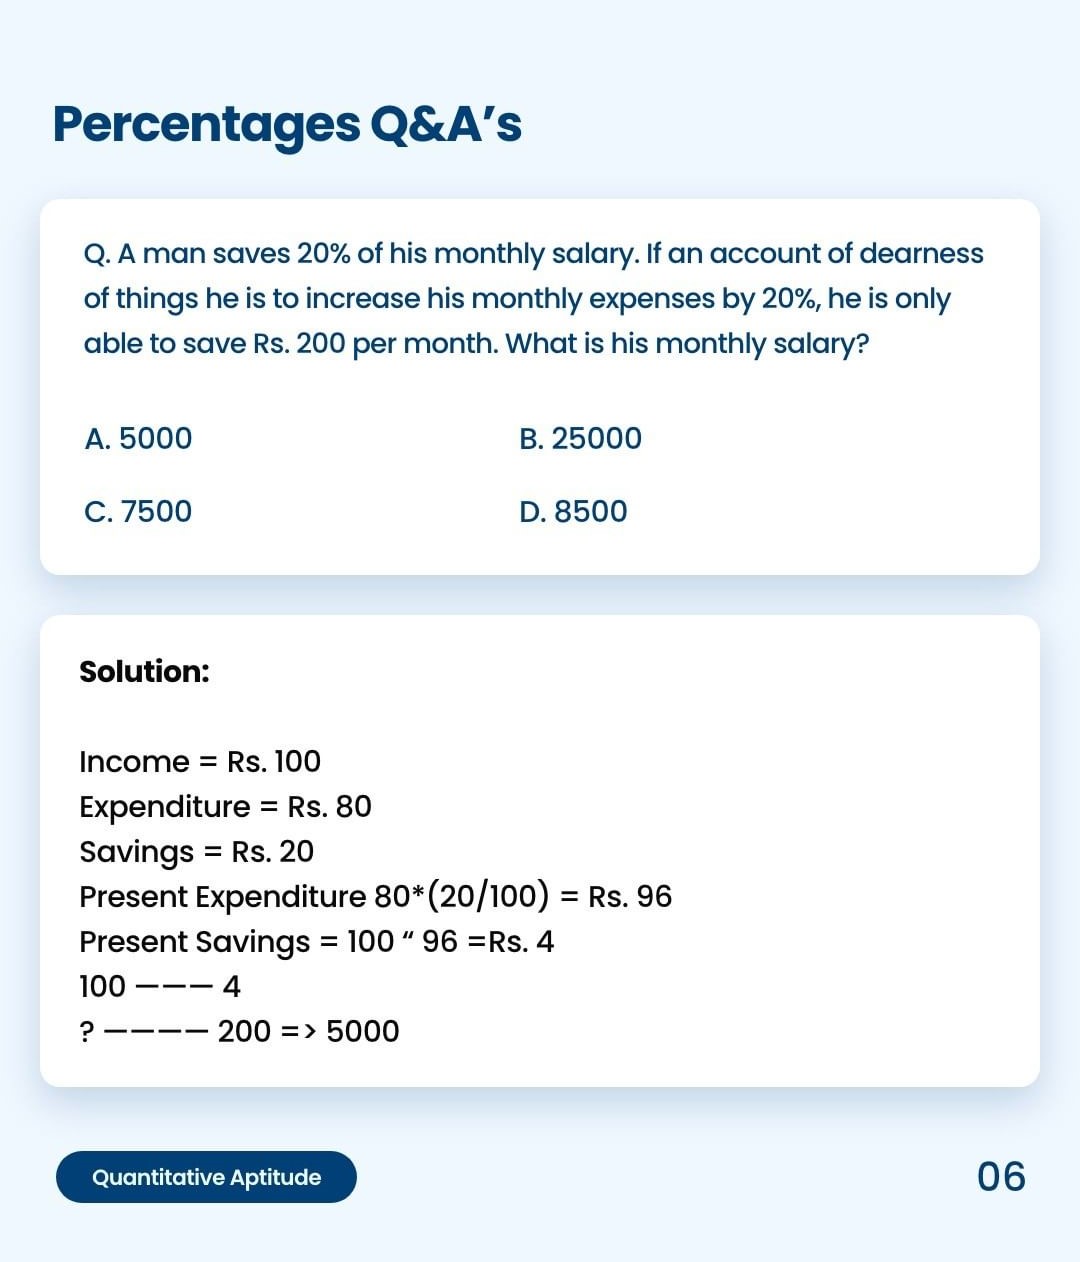 Percentages Q&A’s
Q. A man saves 20% of his monthly salary. If an account of dearness
of things he is to increase his monthly expenses by 20%, he is only
able to save Rs. 200 per month. What is his monthly salary?
A. 5000
B. 25000
C. 7500
D. 8500
Solution:
Income = Rs. 100
Expenditure = Rs. 80
Savings = Rs. 20
Present Expenditure 80*(20/100) = Rs. 96
Present Savings = 100 “ 96 =Rs. 4
100 ——— 4
? ———— 200 => 5000
Quantitative Aptitude
06